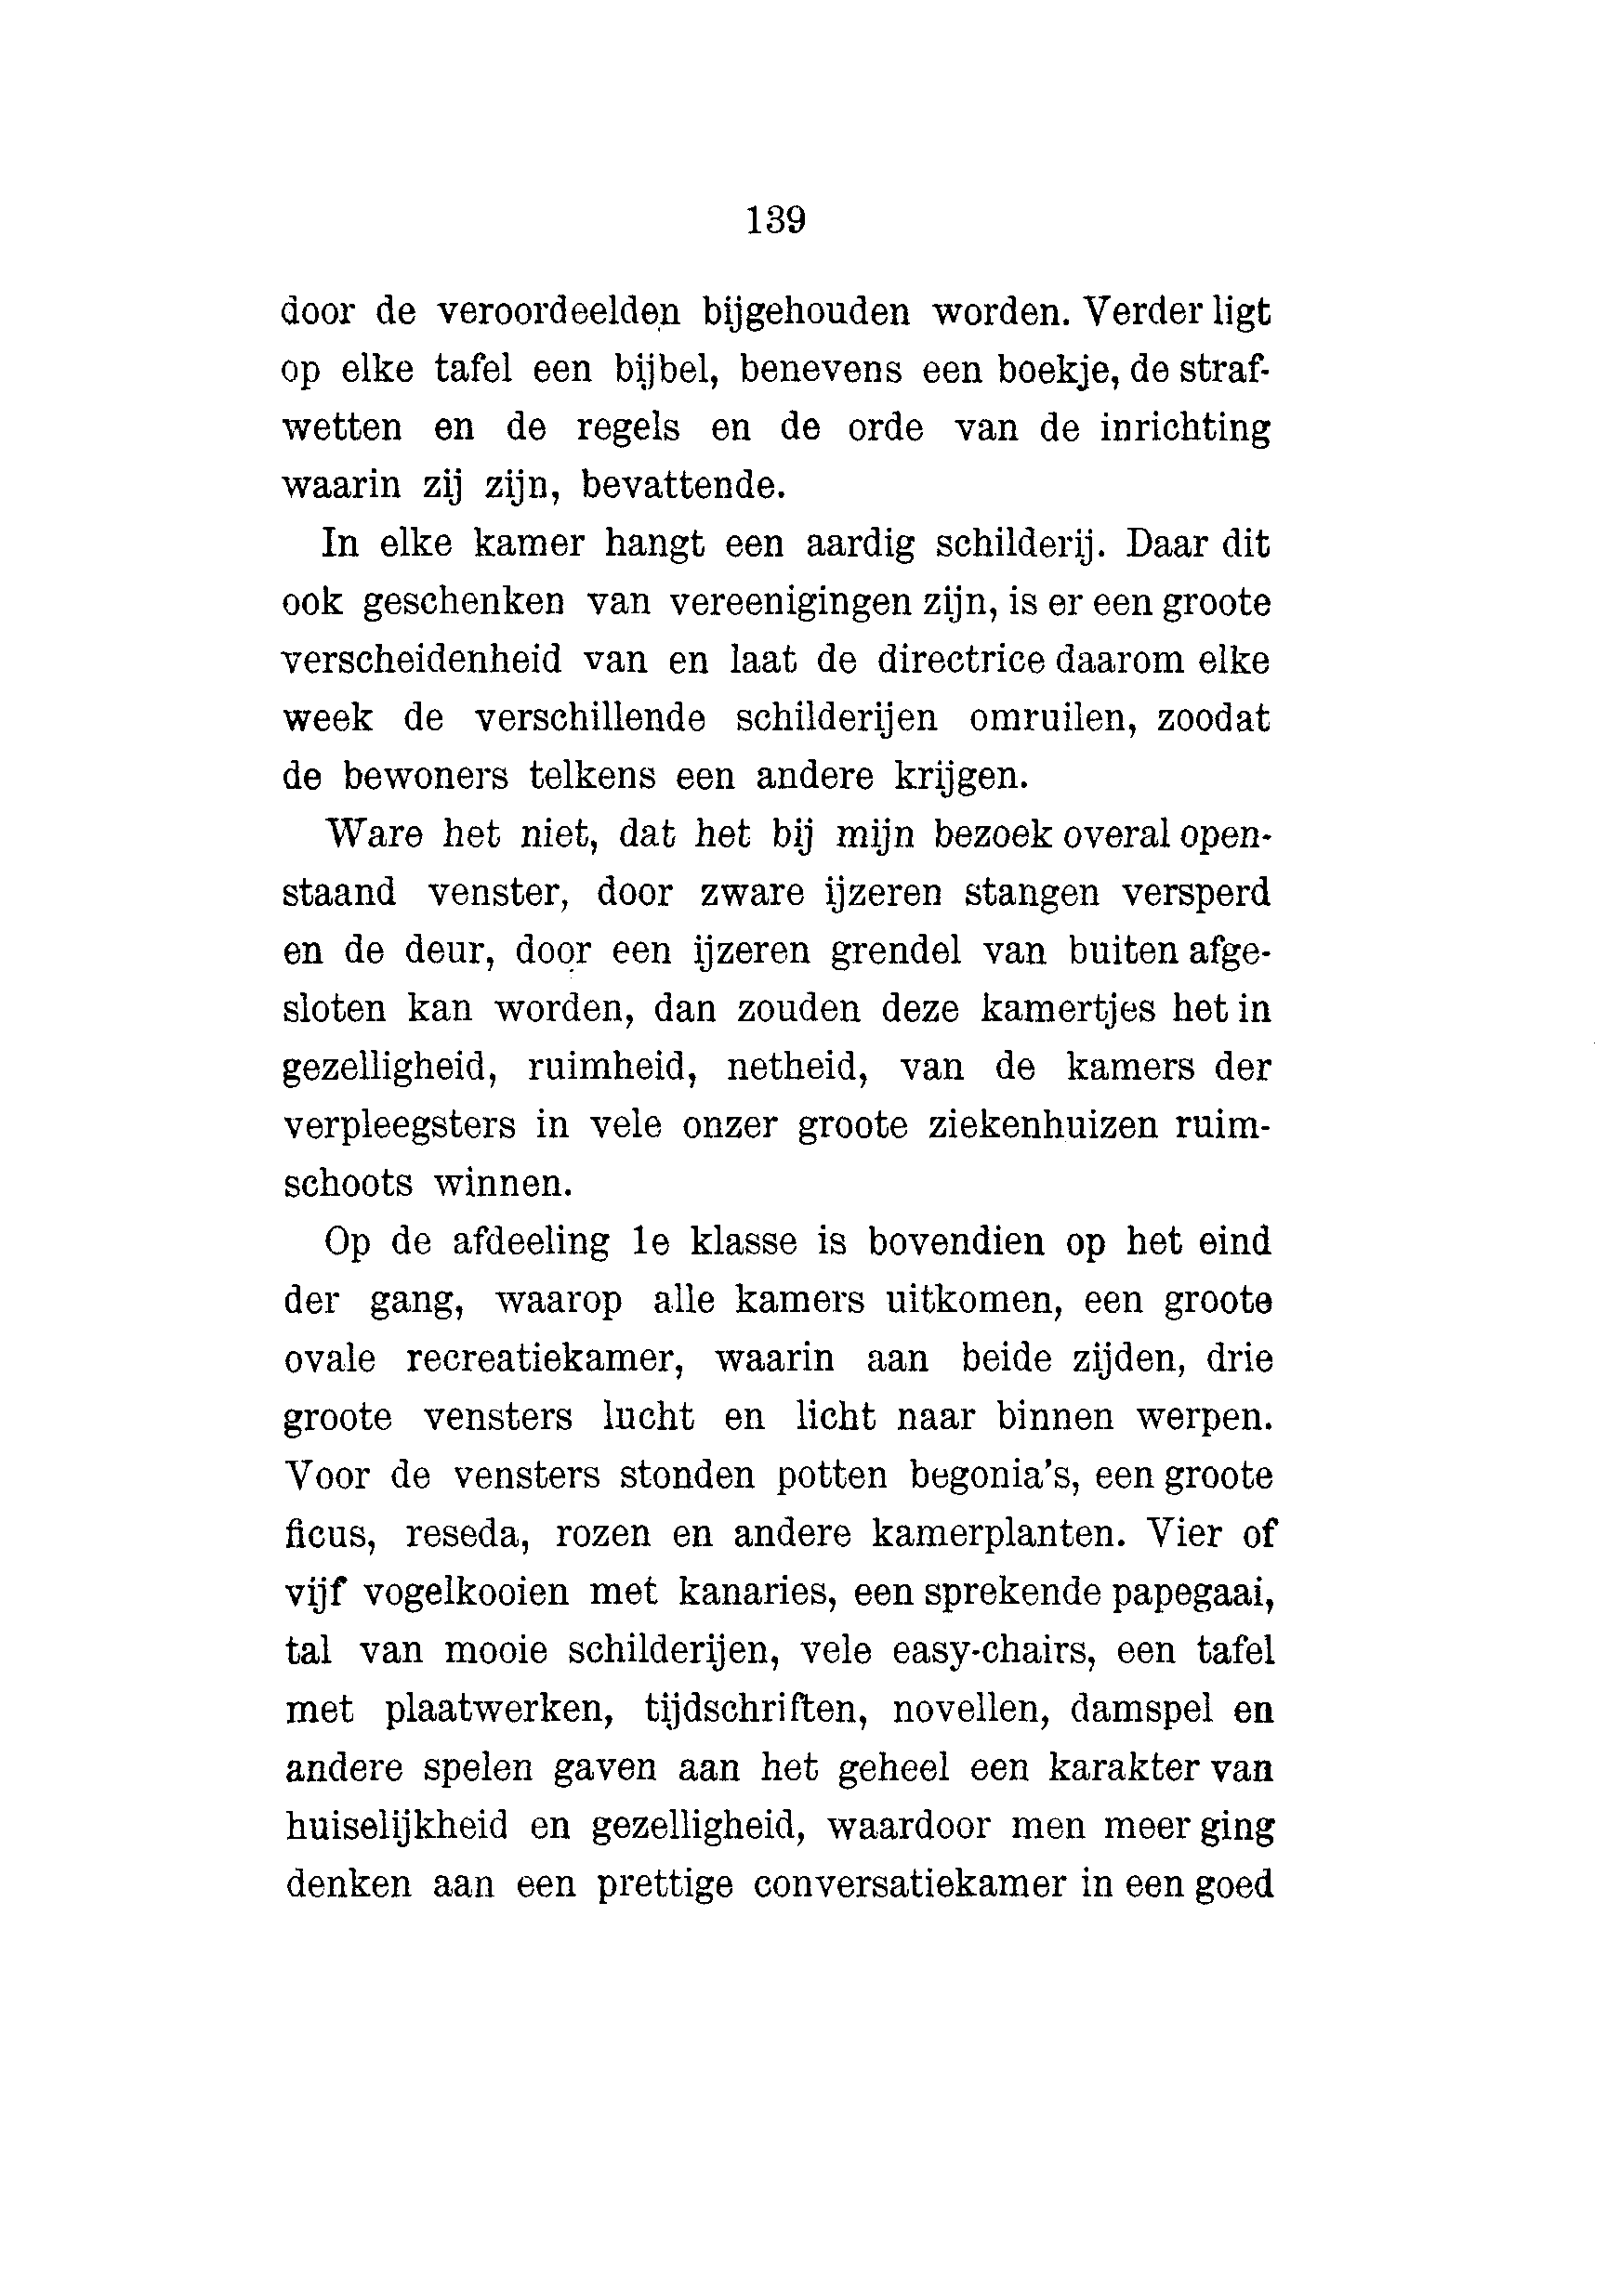 139
door de veroordeelden bijgehouden worden. Verder ligt
op elke tafel een bijbel, benevens een boekje, de straf-
wetten en de regels en de orde van de inrichting
waarin zij zijn, bevattende.
In elke kamer hangt een aardig schilderij. Daar dit
ook geschenken van vereenigingen zijn, is er een groote
verscheidenheid van en laat de directrice daarom elke
week de verschillende schilderijen omruilen, zoodat
de bewoners telkens een andere krijgen.
Ware het niet, dat het bij mijn bezoek overal open-
staand venster, door zware ijzeren stangen versperd
en de deur, door een ijzeren grendel van buiten afge-
sloten kan worden, dan zouden deze kamertjes het in
gezelligheid, ruimheid, netheid, van de kamers der
verpleegsters in vele onzer groote ziekenhuizen ruim-
schoots winnen.
Op de afdeeling 1e klasse is bovendien op het eind
der gang, waarop alle kamers uitkomen, een groote
ovale recreatiekamer, waarin aan beide zijden, drie
groote vensters lucht en licht naar binnen werpen.
Voor de vensters stonden potten begonia's, een groote
ficus, reseda, rozen en andere kamerplanten. Vier of
vijf vogelkooien met kanaries, een sprekende papegaai,
tal van mooie schilderijen, vele easy-chairs, een tafel
met plaatwerken, tijdschriften, novellen, damspel en
andere spelen gaven aan het geheel een karakter van
huiselijkheid en gezelligheid, waardoor men meer ging
denken aan een prettige conversatiekamer in een goed